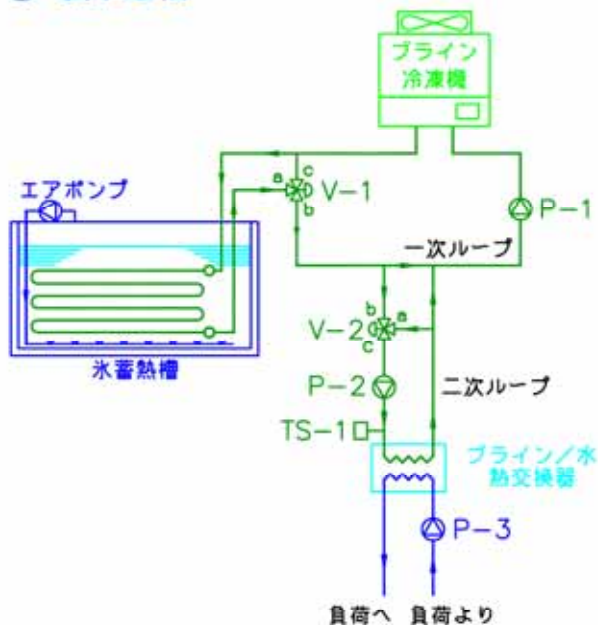 ブライン
冷凍機
エアポンプ
a
c
b
V-1
P-1
一次ループ
氷蓄熱槽
b
a
c
V-2
P-2
二次ループ
TS-1
ブライン/水
熱交換器
P-3
負荷へ 負荷より